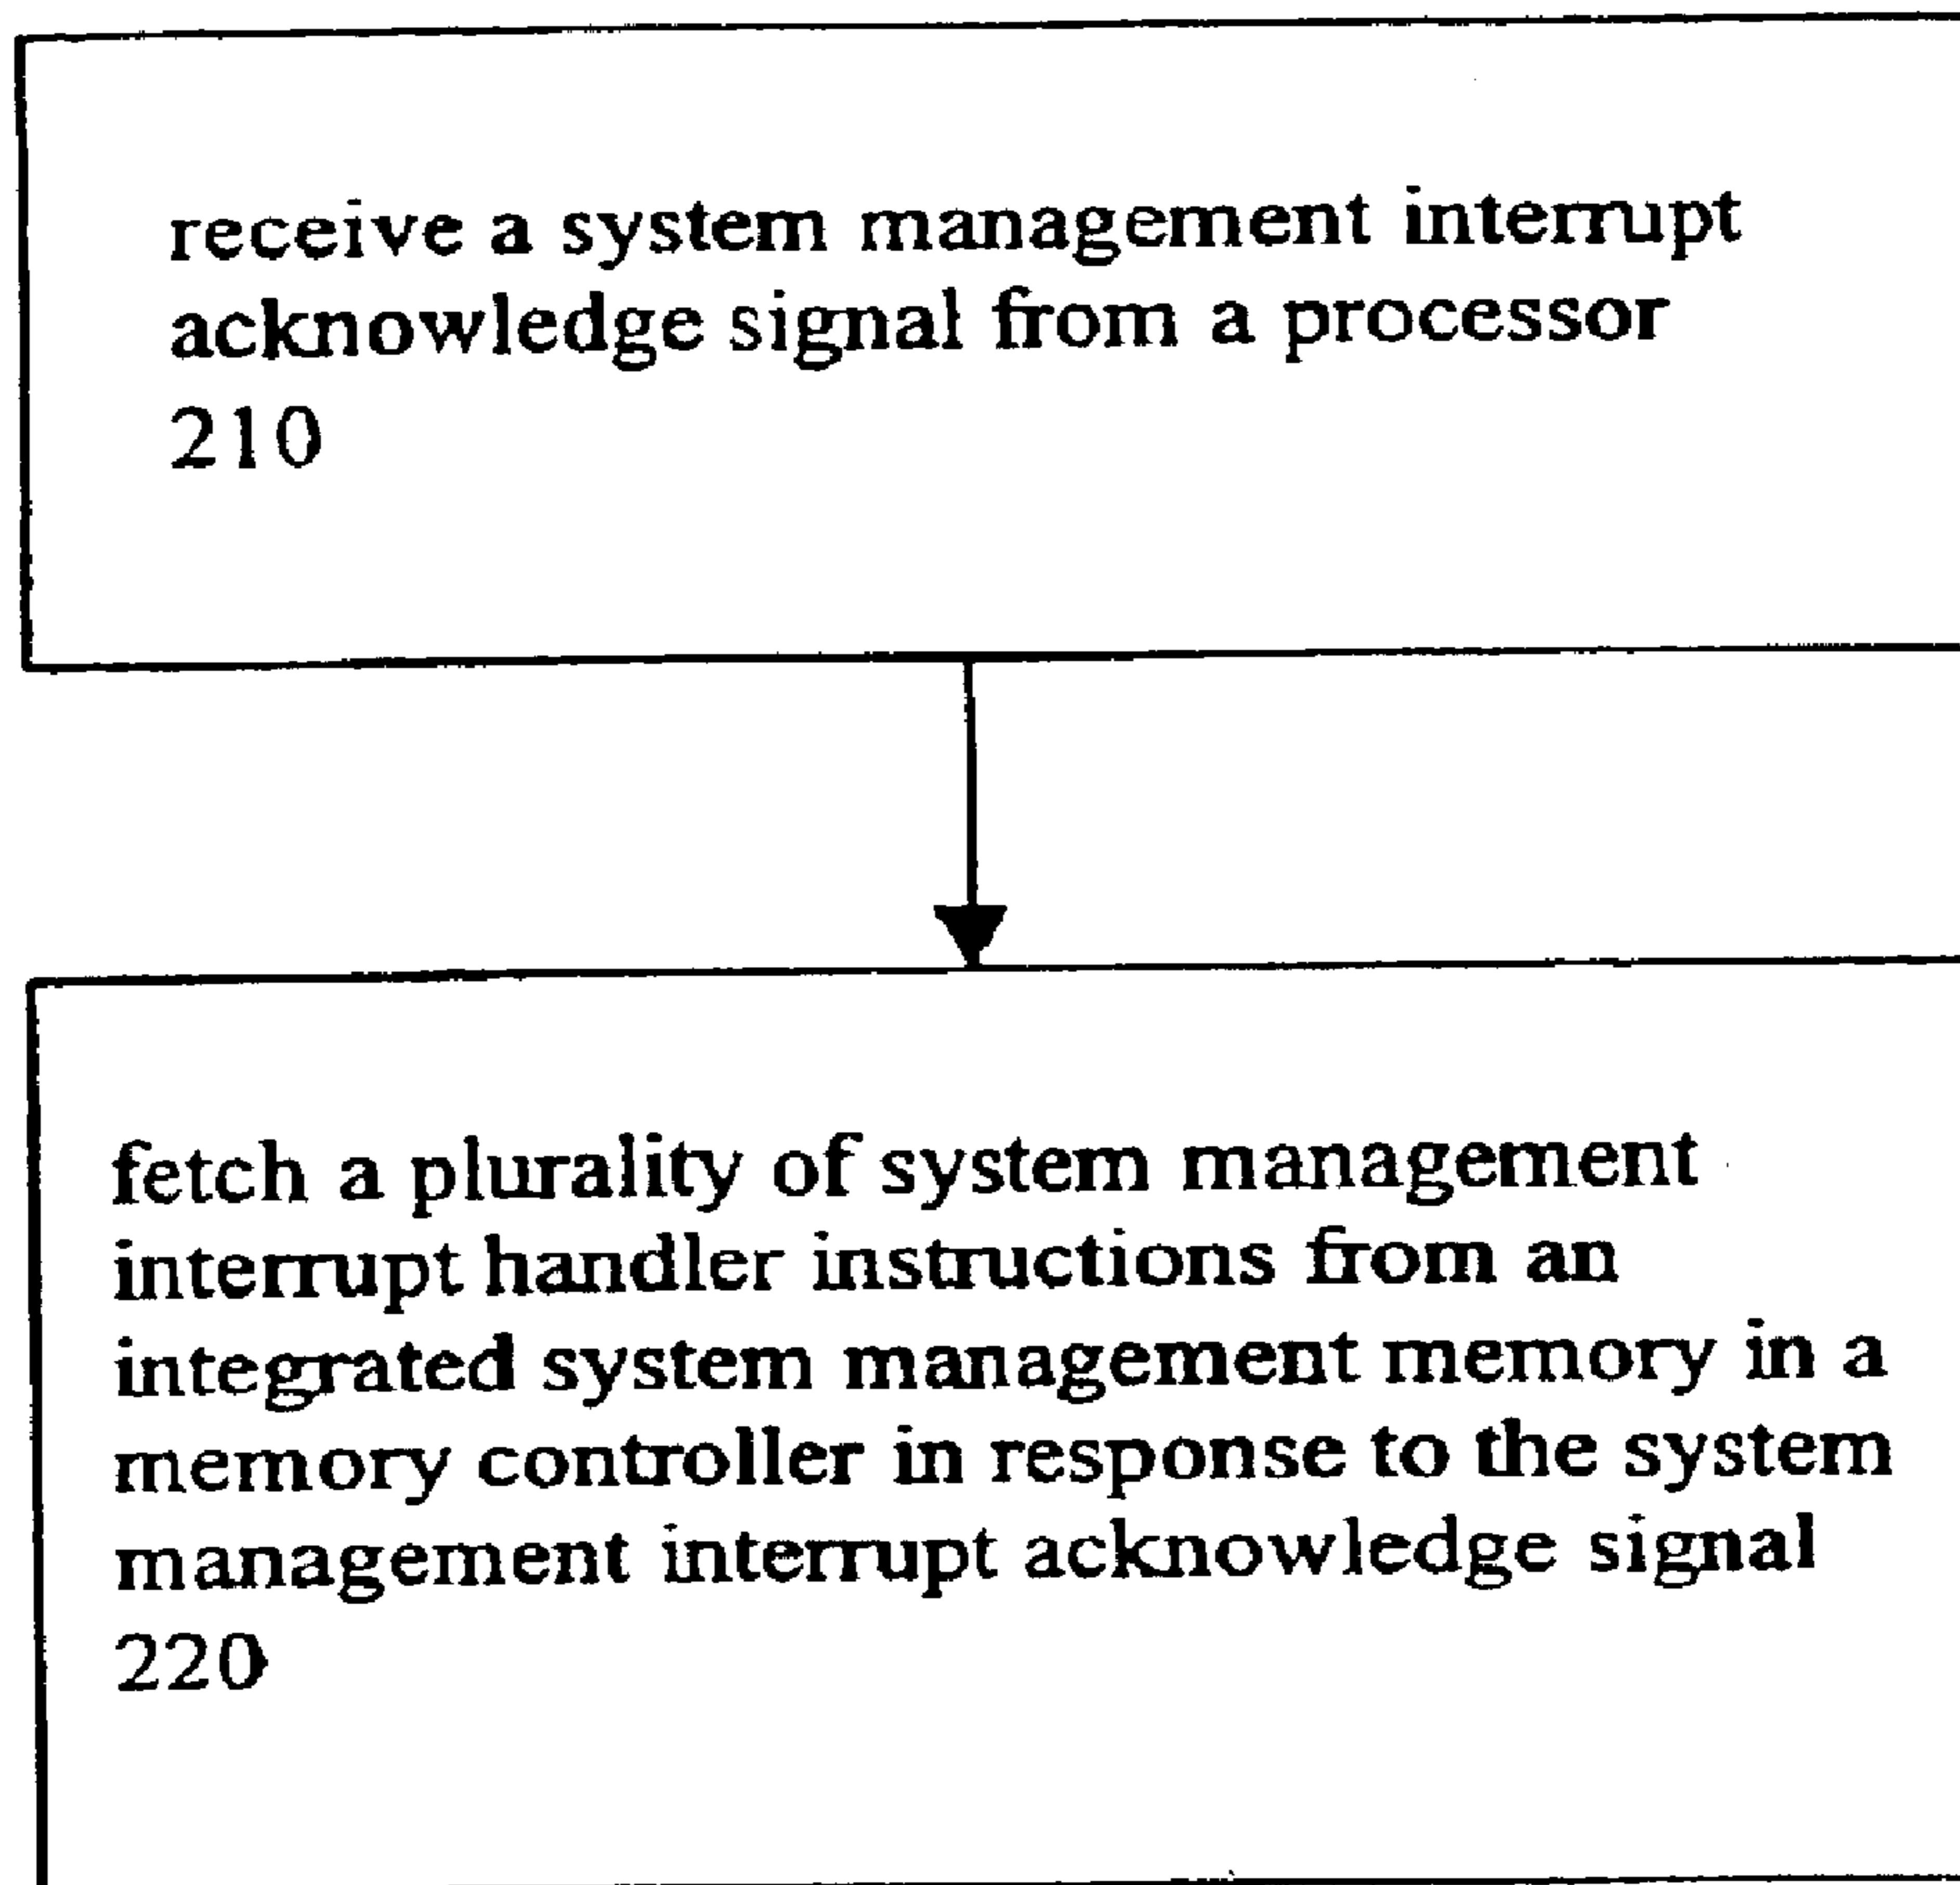 receive a system management interrupt
acknowledge signal from a processor
210
fetch a plurality of system management
interrupt handler instructions from an
integrated system management memory in a
memory controller in response to the system
management interrupt acknowledge signal
220